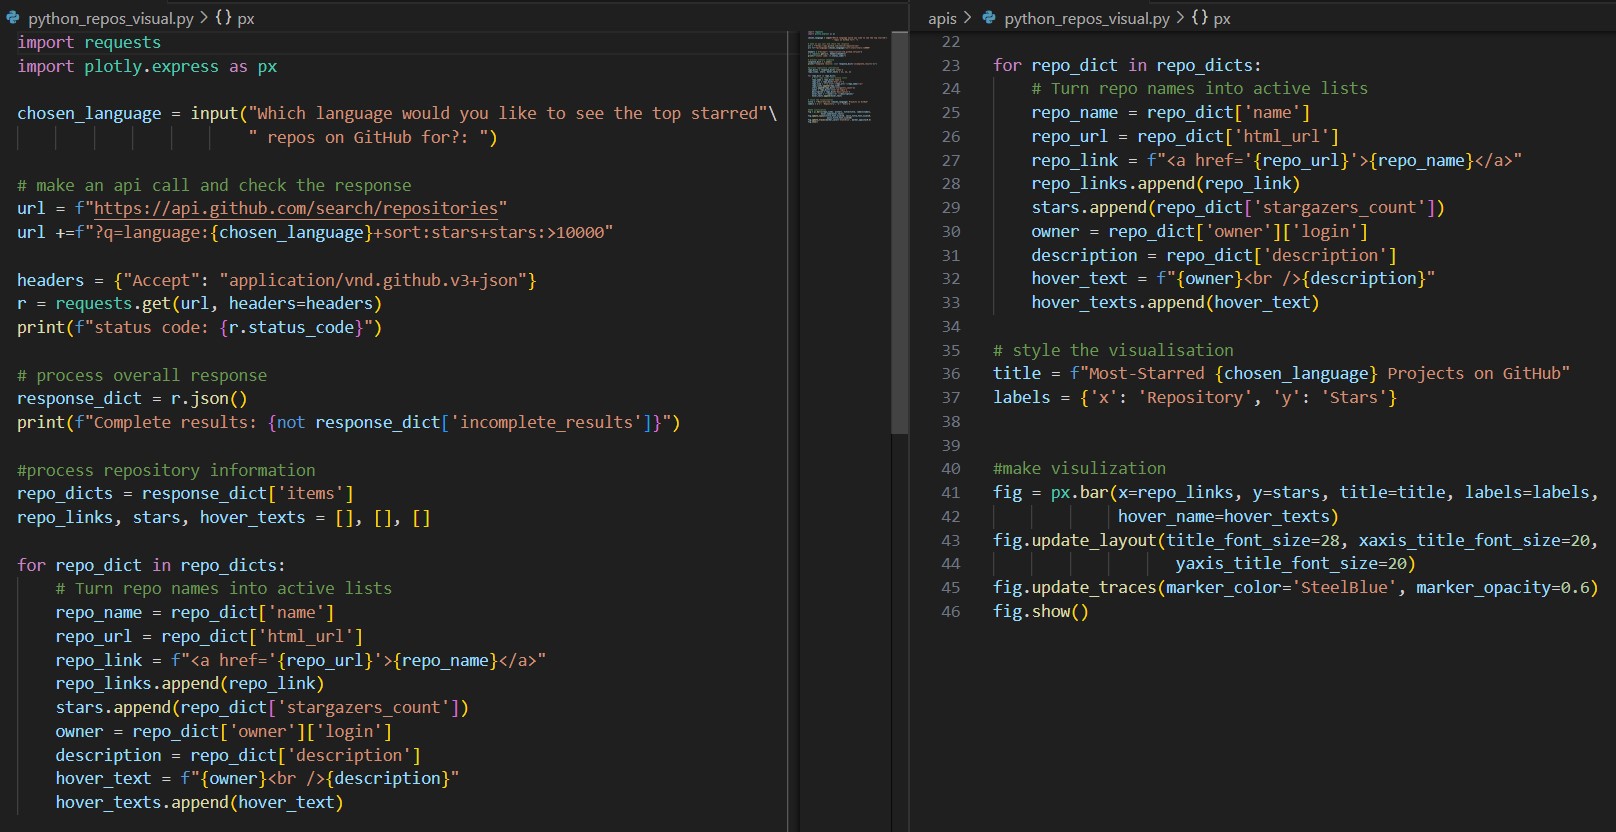 python_repos_visual.py > {} px
import requests
import plotly.express as px
chosen_language = input("Which language would you like to see the top starred"\
" repos on GitHub for?: ")
# make an api call and check the response
url = f"https://api.github.com/search/repositories"
url +=f"?q=language:{chosen_language}+sort:stars+stars:>10000"
headers = {"Accept": "application/vnd.github.v3+json"}
r = requests.get(url, headers=headers)
print(f"status code: {r.status_code}")
# process overall response
response_dict = r.json()
print(f"Complete results: {not response_dict['incomplete_results']}")
#process repository information
repo_dicts = response_dict['items']
repo_links, stars, hover_texts = [], [], []
for repo_dict in repo_dicts:
# Turn repo names into active lists
repo_name = repo_dict['name']
repo_url = repo_dict['html_url']
repo_link = f"<a href='{repo_url}'>{repo_name}</a>"
repo_links.append(repo_link)
stars.append(repo_dict['stargazers_count'])
owner = repo_dict['owner']['login']
description = repo_dict['description']
hover_text = f"{owner}<br />{description}"
hover_texts.append(hover_text)
apis > python_repos_visual.py > {} px
22
23 for repo_dict in repo_dicts:
24 # Turn repo names into active lists
25 repo_name = repo_dict['name']
26 repo_url = repo_dict['html_url']
27 repo_link = f"<a href='{repo_url}'>{repo_name}</a>"
28 repo_links.append(repo_link)
29 stars.append(repo_dict['stargazers_count'])
30 owner = repo_dict['owner']['login']
31 description = repo_dict['description']
32 hover_text = f"{owner}<br />{description}"
33 hover_texts.append(hover_text)
34
35 # style the visualisation
36 title = f"Most-Starred {chosen_language} Projects on GitHub"
37 labels = {'x': 'Repository', 'y': 'Stars'}
38
39
40 #make visulization
41 fig = px.bar(x=repo_links, y=stars, title=title, labels=labels,
42 hover_name=hover_texts)
43 fig.update_layout(title_font_size=28, xaxis_title_font_size=20,
44 yaxis_title_font_size=20)
45 fig.update_traces(marker_color='SteelBlue', marker_opacity=0.6)
46 fig.show()